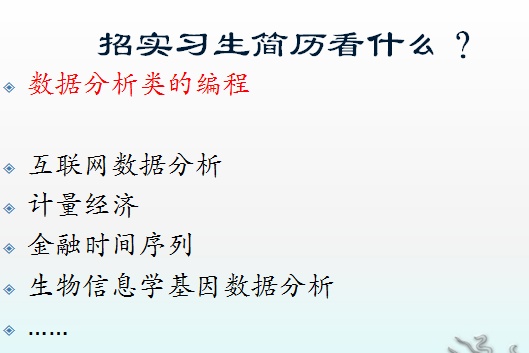 招实习生简历看什么？
数据分析类的编程
互联网数据分析
计量经济
金融时间序列
生物信息学基因数据分析
……